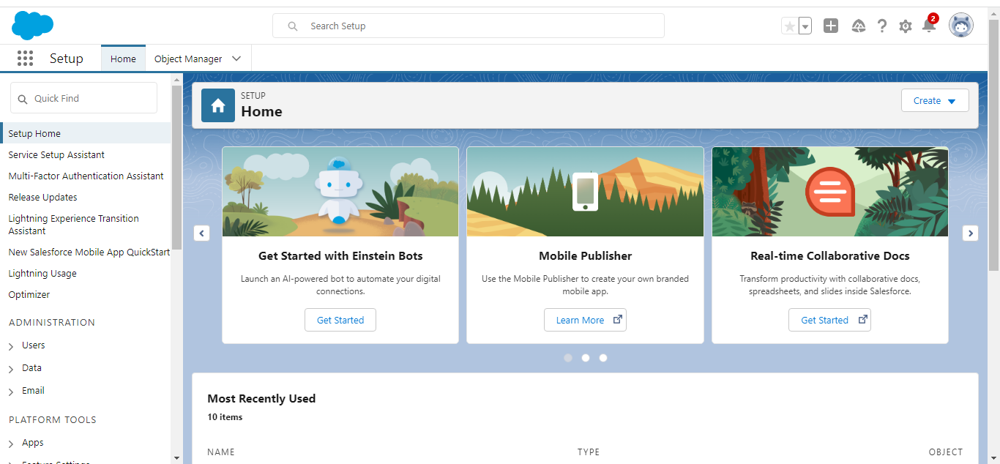 Search Setup
2
Setup
Home
Object Manager
Quick Find
Setup Home
Service Setup Assistant
Multi-Factor Authentication Assistant
Release Updates
Lightning Experience Transition
Assistant
New Salesforce Mobile App QuickStart
Lightning Usage
Optimizer
ADMINISTRATION
Users
Data
Email
PLATFORM TOOLS
Apps
Feature Settings
SETUP
Home
Create
Get Started with Einstein Bots
Launch an AI-powered bot to automate your digital
connections.
Get Started
Mobile Publisher
Use the Mobile Publisher to create your own branded
mobile app.
Learn More
Real-time Collaborative Docs
Transform productivity with collaborative docs,
spreadsheets, and slides inside Salesforce.
Get Started
Most Recently Used
10 items
NAME TYPE OBJECT